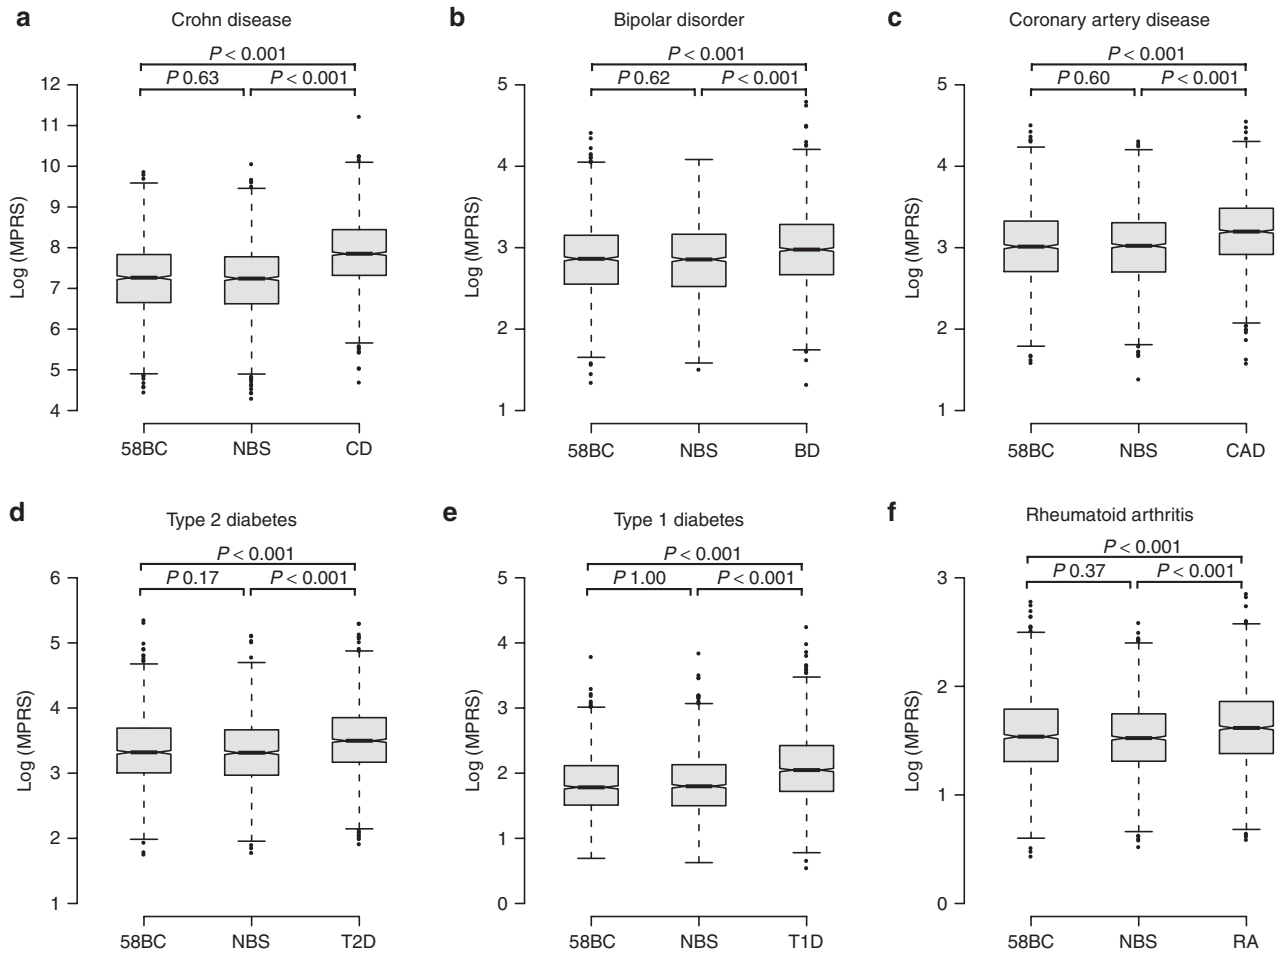 a Crohn disease
P < 0.001
P 0.63 P < 0.001
12
11
10
9
8
7
6
5
4
Log (MPRS)
58BC NBS CD
b Bipolar disorder
P < 0.001
P 0.62 P < 0.001
5
4
3
2
1
Log (MPRS)
58BC NBS BD
c Coronary artery disease
P < 0.001
P 0.60 P < 0.001
5
4
3
2
1
Log (MPRS)
58BC NBS CAD
d Type 2 diabetes
P < 0.001
P 0.17 P < 0.001
6
5
4
3
2
1
Log (MPRS)
58BC NBS T2D
e Type 1 diabetes
P < 0.001
P 1.00 P < 0.001
5
4
3
2
1
0
Log (MPRS)
58BC NBS T1D
f Rheumatoid arthritis
P < 0.001
P 0.37 P < 0.001
3
2
1
0
Log (MPRS)
58BC NBS RA